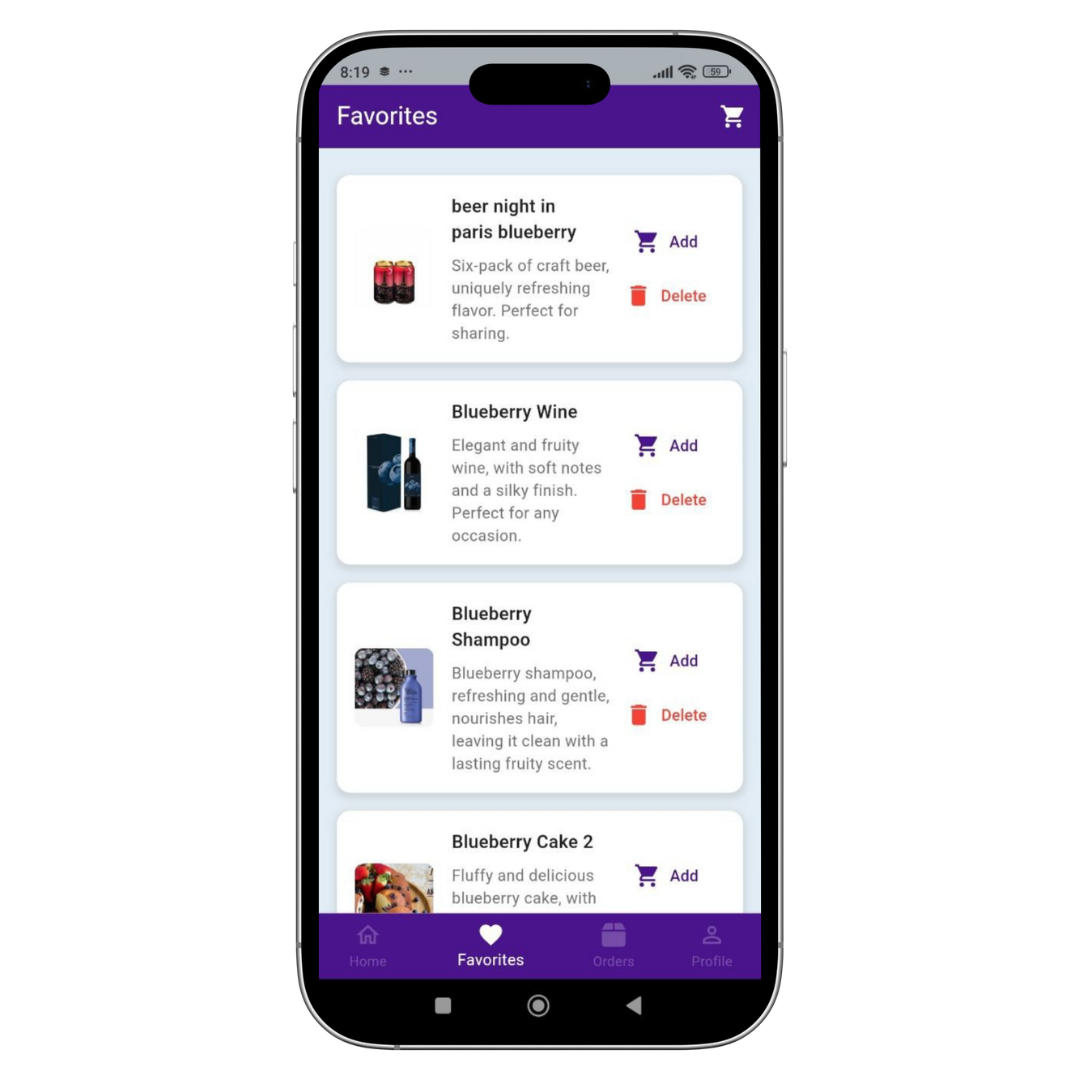 8:19
59
Favorites
beer night in
paris blueberry
Six-pack of craft beer,
uniquely refreshing
flavor. Perfect for
sharing.
Add
Delete
Blueberry Wine
Elegant and fruity
wine, with soft notes
and a silky finish.
Perfect for any
occasion.
Add
Delete
Blueberry
Shampoo
Blueberry shampoo,
refreshing and gentle,
nourishes hair,
leaving it clean with a
lasting fruity scent.
Add
Delete
Blueberry Cake 2
Fluffy and delicious
blueberry cake, with
Add
Home
Favorites
Orders
Profile